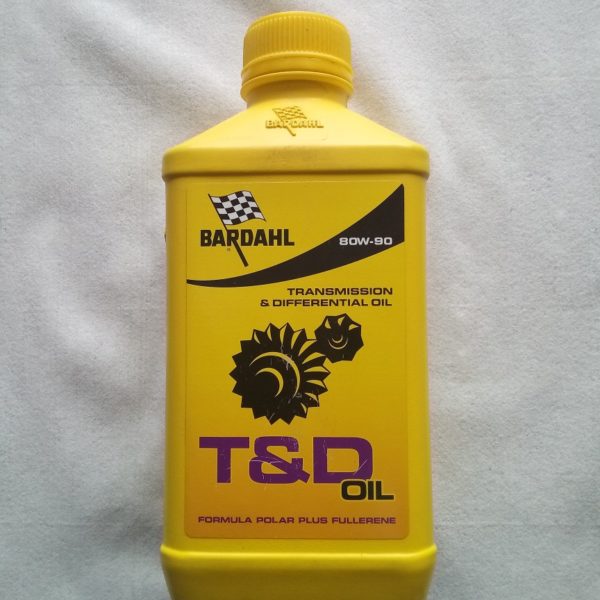 BARDAHL
BARDAHL
80W-90
TRANSMISSION
& DIFFERENTIAL OIL
T&D
OIL
FORMULA POLAR PLUS FULLERENE